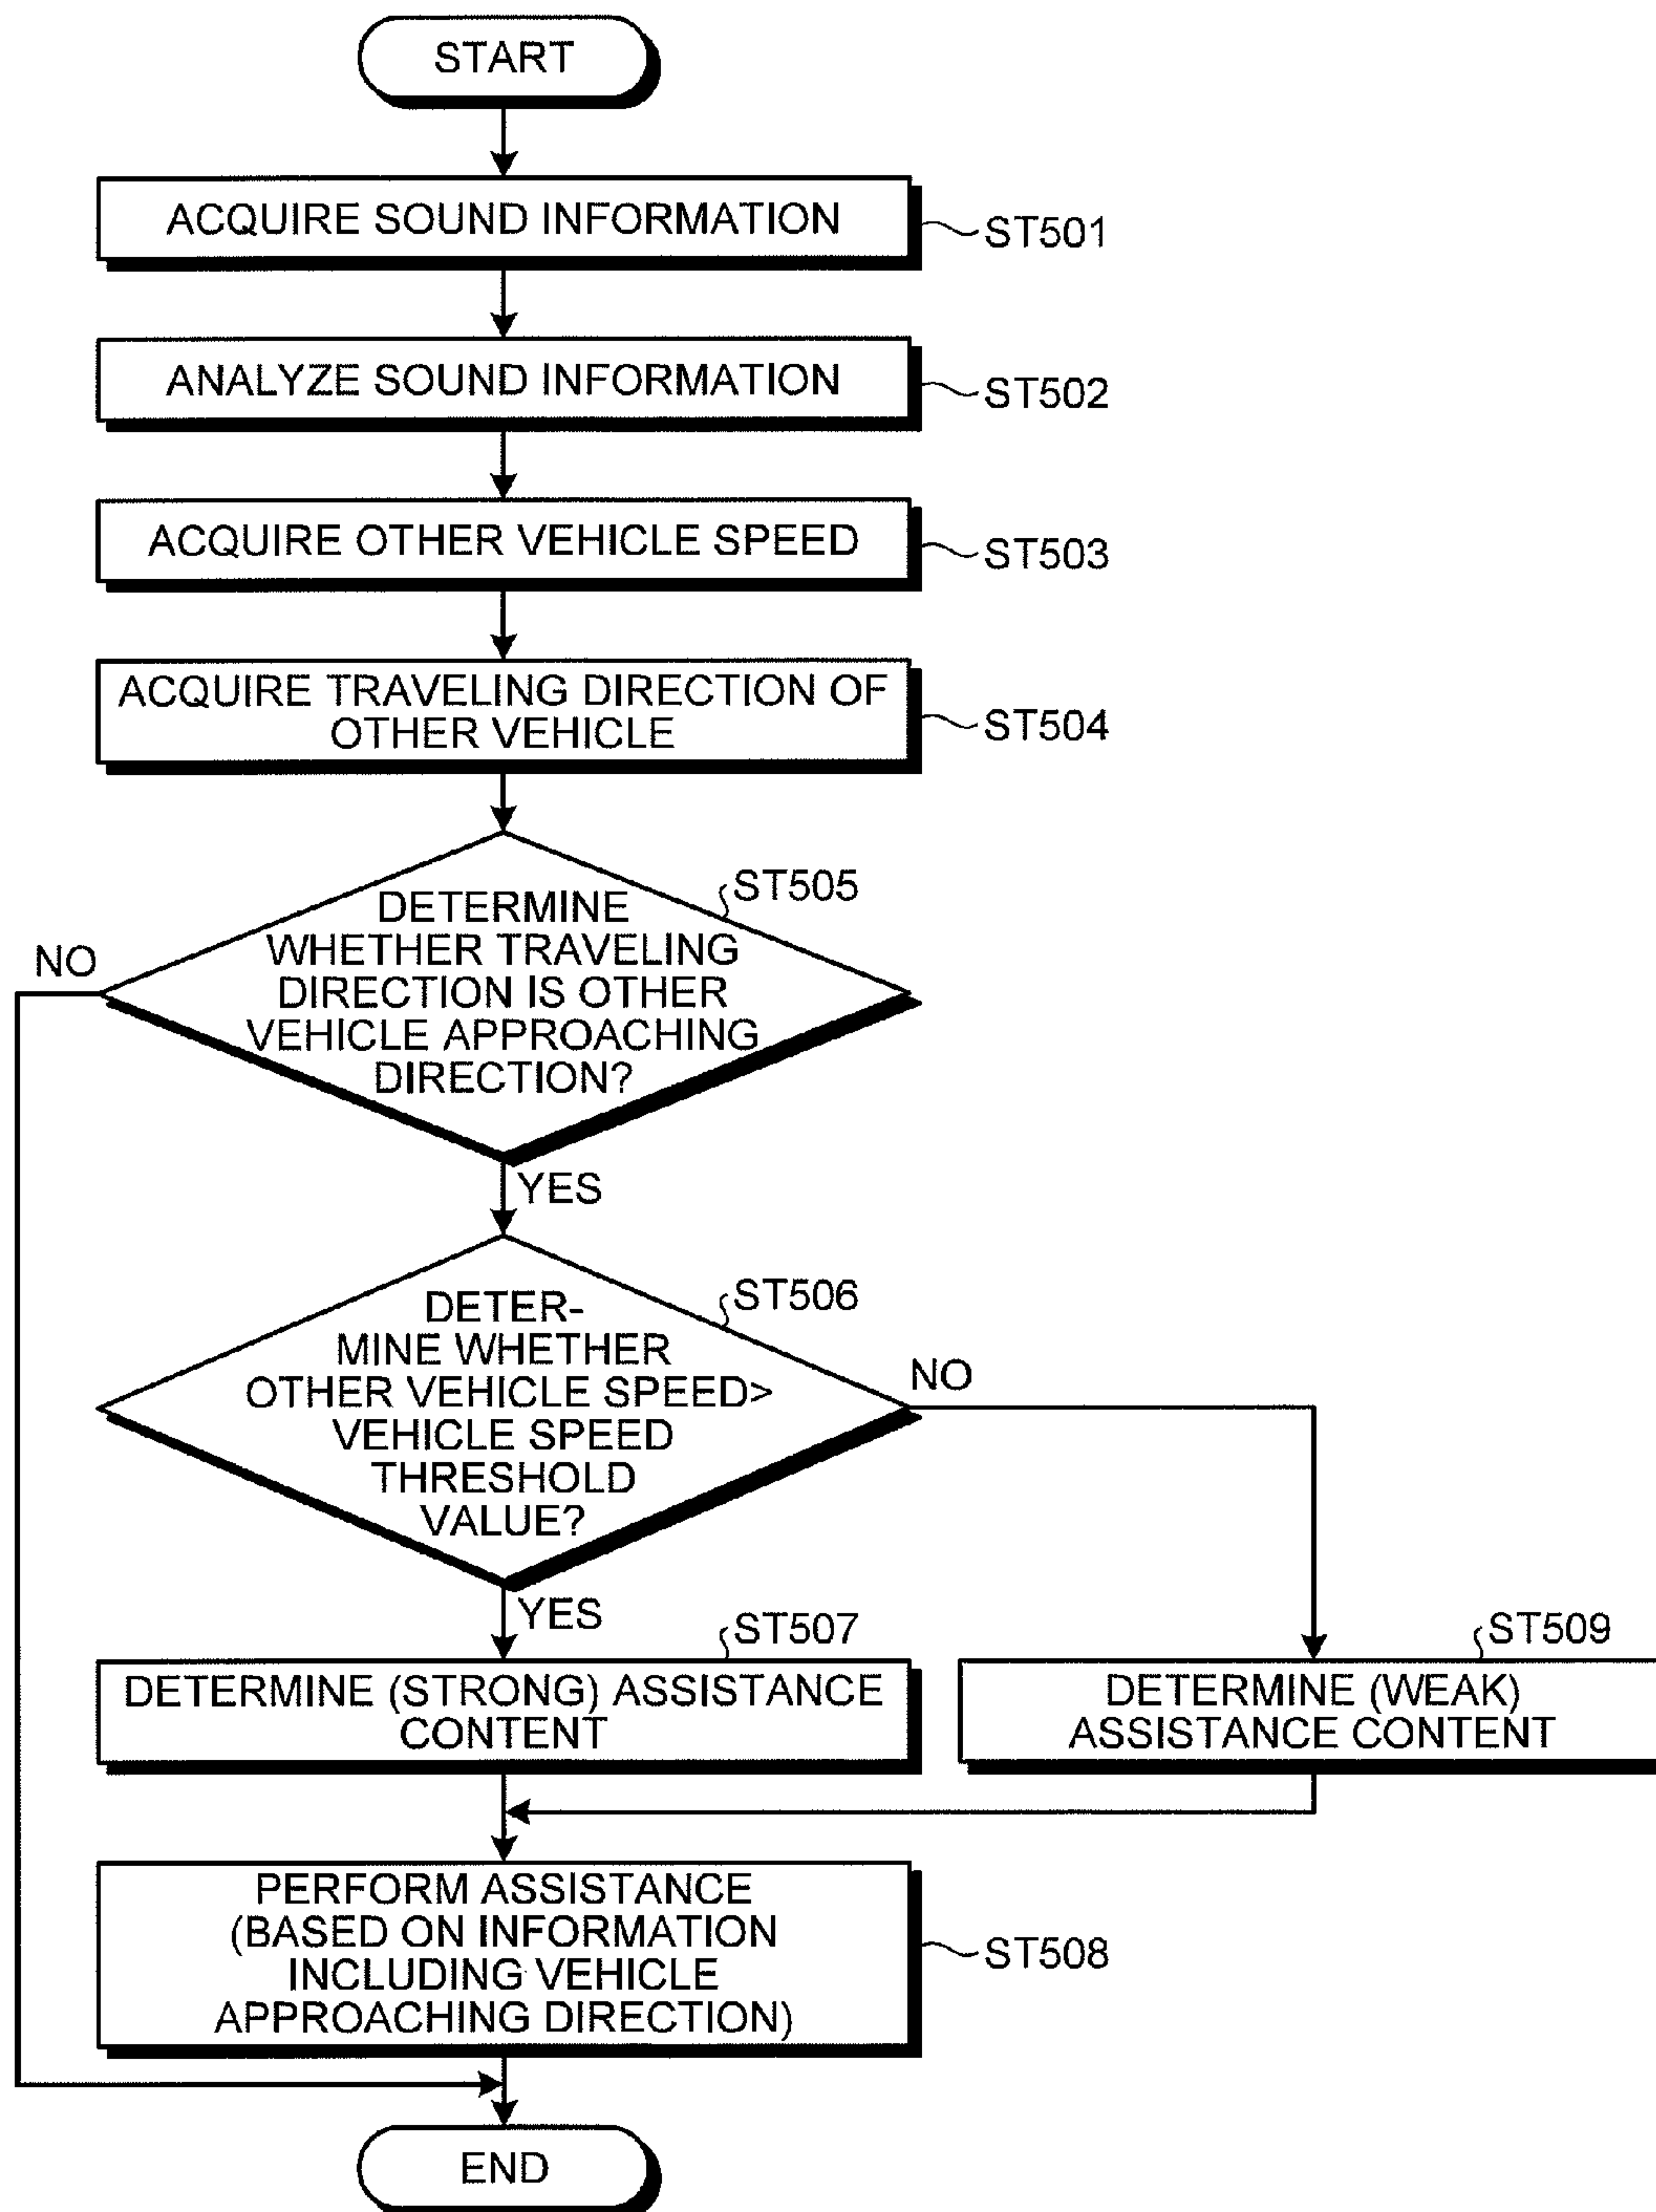 START
ACQUIRE SOUND INFORMATION
ST501
ANALYZE SOUND INFORMATION
ST502
ACQUIRE OTHER VEHICLE SPEED
ST503
ACQUIRE TRAVELING DIRECTION OF
OTHER VEHICLE
ST504
ST505
DETERMINE
WHETHER TRAVELING
DIRECTION IS OTHER
VEHICLE APPROACHING
DIRECTION?
NO
YES
ST506
DETER-
MINE WHETHER
OTHER VEHICLE SPEED>
VEHICLE SPEED
THRESHOLD
VALUE?
NO
YES
ST507
DETERMINE (STRONG) ASSISTANCE
CONTENT
ST509
DETERMINE (WEAK)
ASSISTANCE CONTENT
PERFORM ASSISTANCE
(BASED ON INFORMATION
INCLUDING VEHICLE
APPROACHING DIRECTION)
ST508
END